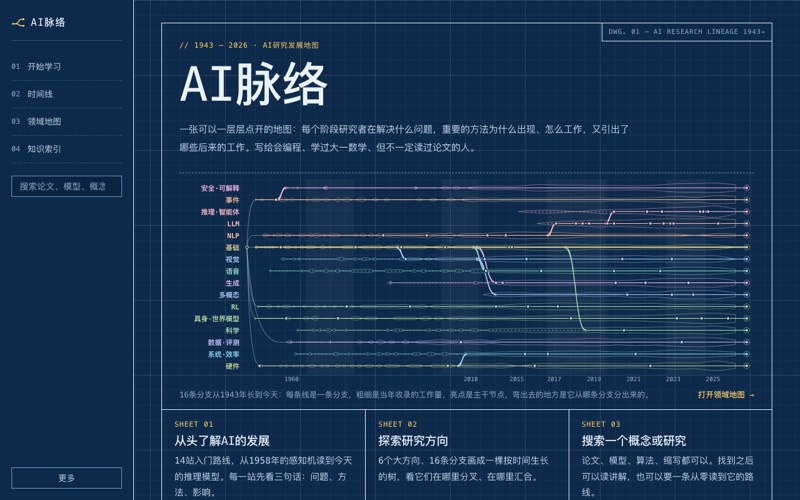 AI脉络
01 开始学习
02 时间线
03 领域地图
04 知识索引
搜索论文、模型、概念
更多
DWG. 01 — AI RESEARCH LINEAGE 1943→
// 1943 — 2026 · AI研究发展地图
AI脉络
一张可以一层层点开的地图：每个阶段研究者在解决什么问题，重要的方法为什么出现、怎么工作，又引出了
哪些后来的工作。写给会编程、学过大一数学、但不一定读过论文的人。
安全·可解释
事件
推理·智能体
LLM
NLP
基础
视觉
语音
生成
多模态
RL
具身·世界模型
科学
数据·评测
系统·效率
硬件
1960 2010 2015 2017 2019 2021 2023 2025
16条分支从1943年长到今天：每条线是一条分支，粗细是当年收录的工作量，亮点是主干节点，弯出去的地方是它从哪条分支分出来的。
打开领域地图 →
SHEET 01
从头了解AI的发展
14站入门路线，从1958年的感知机读到今天
的推理模型。每一站先看三句话：问题、方
法、影响。
SHEET 02
探索研究方向
6个大方向、16条分支画成一棵按时间生长
的树，看它们在哪里分叉、在哪里汇合。
SHEET 03
搜索一个概念或研究
论文、模型、算法、缩写都可以。找到之后
可以读讲解，也可以要一条从零读到它的路
线。